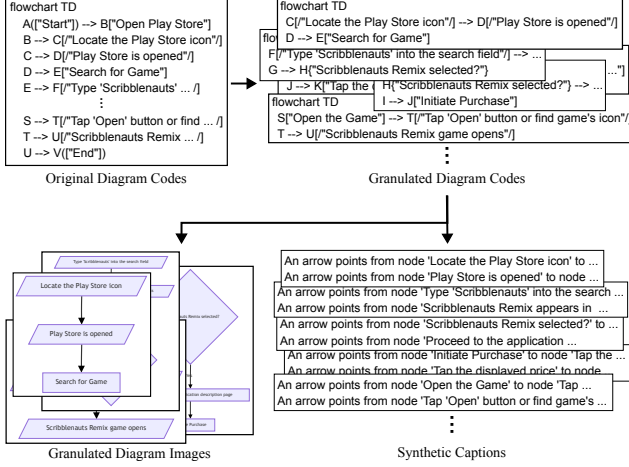 flowchart TD
A(["Start"]) --> B["Open Play Store"]
B --> C[/"Locate the Play Store icon"/]
C --> D[/"Play Store is opened"/]
D --> E["Search for Game"]
E --> F[/"Type 'Scribblenauts' ... /]
⋮
S --> T[/"Tap 'Open' button or find ... /]
T --> U[/"Scribblenauts Remix ... /]
U --> V(["End"])
Original Diagram Codes
flowchart TD
C[/"Locate the Play Store icon"/] --> D[/"Play Store is opened"/]
D --> E["Search for Game"]
F[/"Type 'Scribblenauts' into the search field"/] --> ...
G --> H{"Scribblenauts Remix selected?"}
..."]
J --> K["Tap the
H{"Scribblenauts Remix selected?"} --> ...
I --> J["Initiate Purchase"]
flowchart TD
S["Open the Game"] --> T[/"Tap 'Open' button or find game's icon"/]
T --> U[/"Scribblenauts Remix game opens"/]
⋮
Granulated Diagram Codes
Type 'Scribblenauts' into the search field
Locate the Play Store icon
Play Store is opened
Search for Game
Remix selected?
description page
Purchase
Scribblenauts Remix game opens
Granulated Diagram Images
An arrow points from node 'Locate the Play Store icon' to ...
An arrow points from node 'Play Store is opened' to node ...
An arrow points from node 'Type 'Scribblenauts' into the search ...
An arrow points from node 'Scribblenauts Remix appears in ...
An arrow points from node 'Scribblenauts Remix selected?' to ...
An arrow points from node 'Proceed to the application ...
An arrow points from node 'Initiate Purchase' to node 'Tap the ...
An arrow points from node 'Tap the displayed price' to node ...
An arrow points from node 'Open the Game' to node 'Tap ...
An arrow points from node 'Tap 'Open' button or find game's ...
⋮
Synthetic Captions